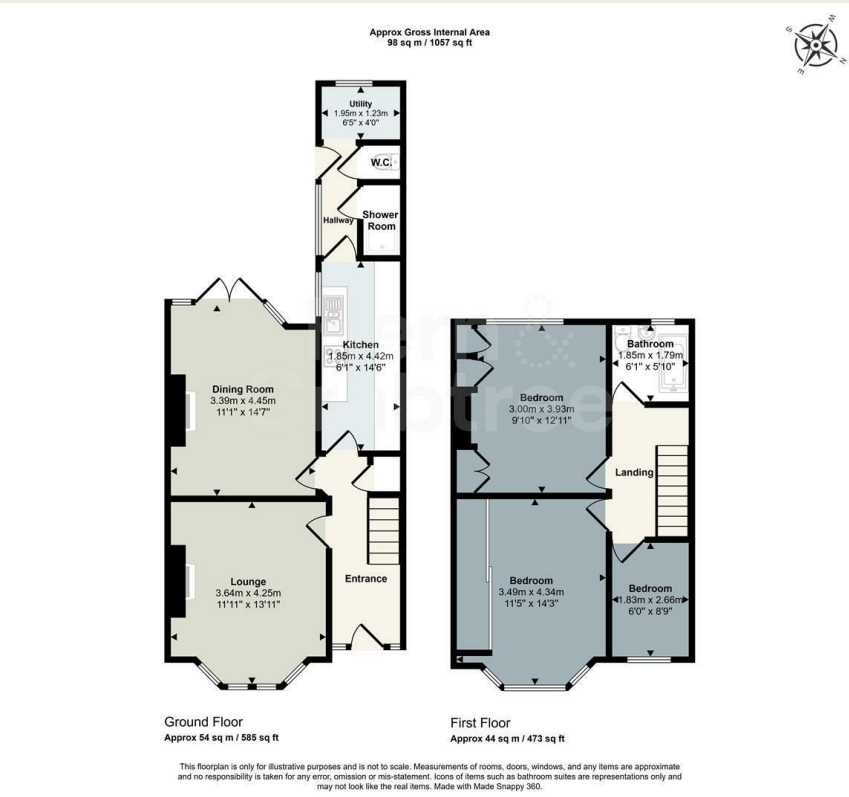 Approx Gross Internal Area
98 sq m / 1057 sq ft
W
S
N
E
Utility
1.95m x 1.23m
6'5" x 4'0"
W.C.
Hallway
Shower
Room
Kitchen
1.85m x 4.42m
6'1" x 14'6"
Dining Room
3.39m x 4.45m
11'1" x 14'7"
Lounge
3.64m x 4.25m
11'11" x 13'11"
Entrance
Bedroom
3.00m x 3.93m
9'10" x 12'11"
Bathroom
1.85m x 1.79m
6'1" x 5'10"
Landing
Bedroom
3.49m x 4.34m
11'5" x 14'3"
Bedroom
1.83m x 2.66m
6'0" x 8'9"
Ground Floor
Approx 54 sq m / 585 sq ft
First Floor
Approx 44 sq m / 473 sq ft
This floorplan is only for illustrative purposes and is not to scale. Measurements of rooms, doors, windows, and any items are approximate
and no responsibility is taken for any error, omission or mis-statement. Icons of items such as bathroom suites are representations only and
may not look like the real items. Made with Made Snappy 360.